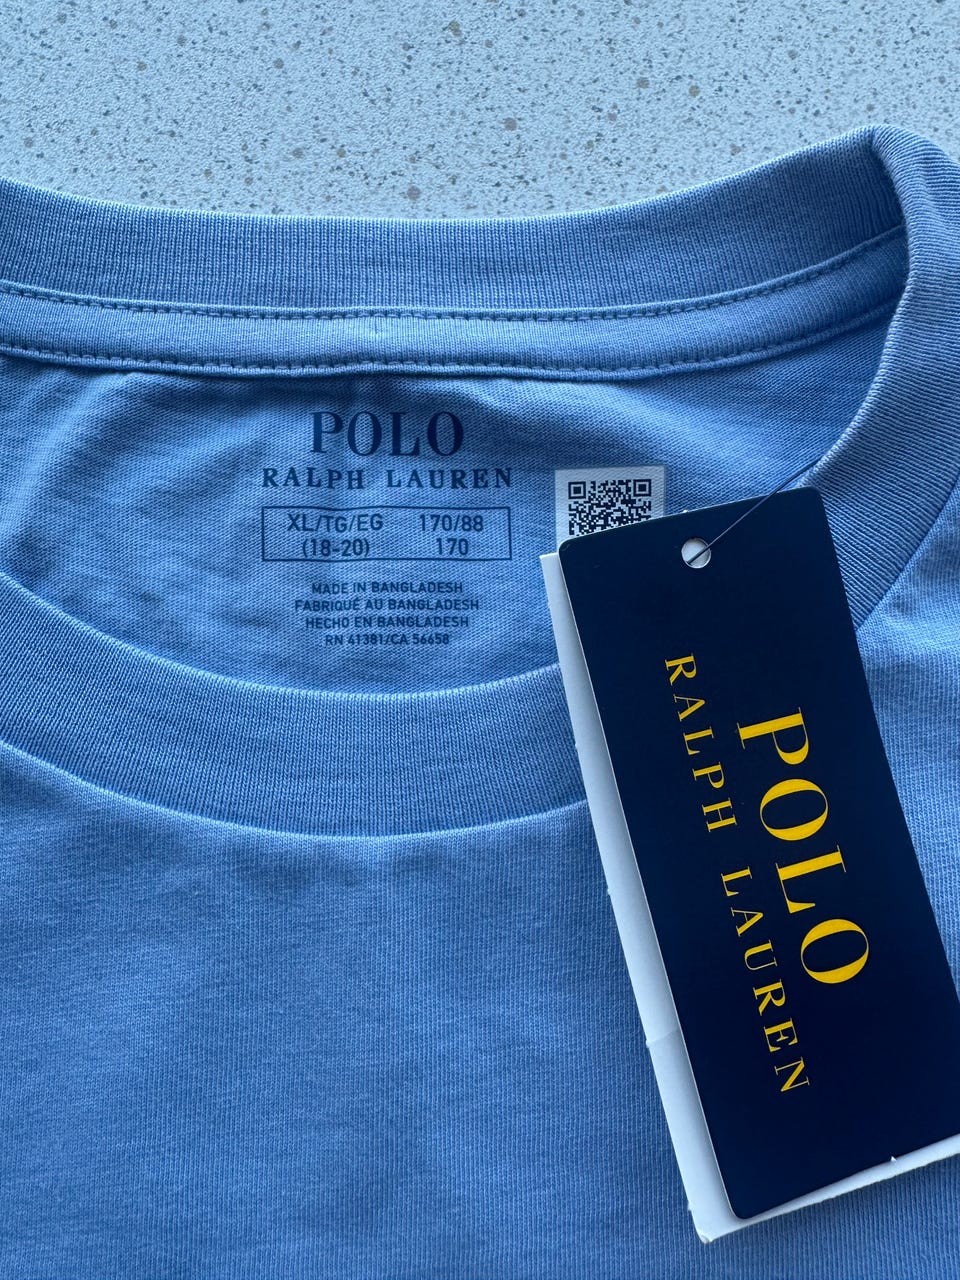 POLO
RALPH LAUREN
XL/TG/EG 170/88
(18-20) 170
MADE IN BANGLADESH
FABRIQUÉ AU BANGLADESH
HECHO EN BANGLADESH
RN 41381/CA 56658
POLO
RALPH LAUREN